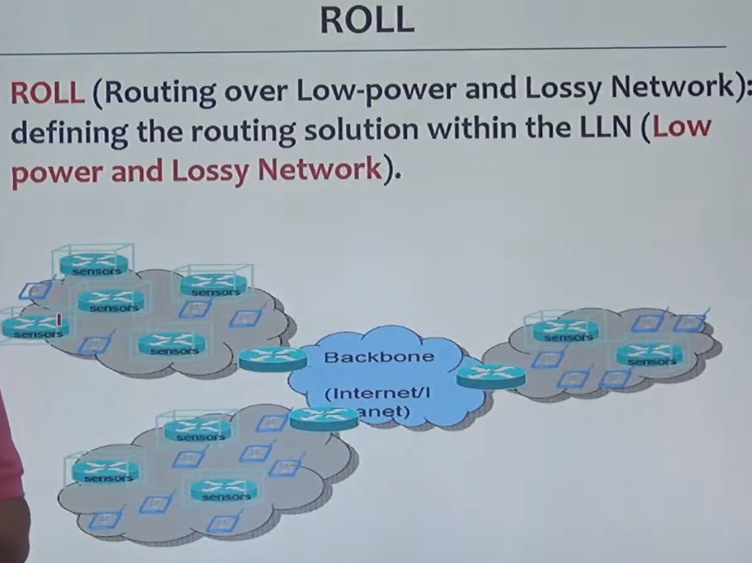 ROLL
ROLL (Routing over Low-power and Lossy Network):
defining the routing solution within the LLN (Low
power and Lossy Network).
sensors
sensors
sensors
sensors
sensors
Backbone
(Internet/I
anet)
sensors
sensors
sensors
sensors
sensors